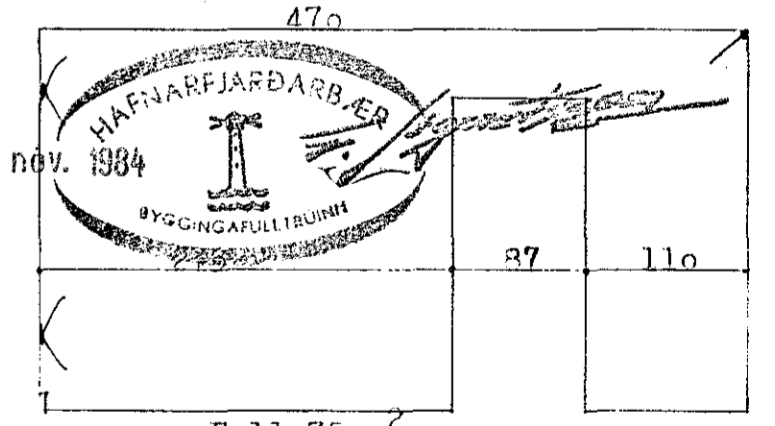 47o
HAFNARFJARÐARBÆR
nóv. 1984
BYGGINGAFULLTRÚINN
87
11o